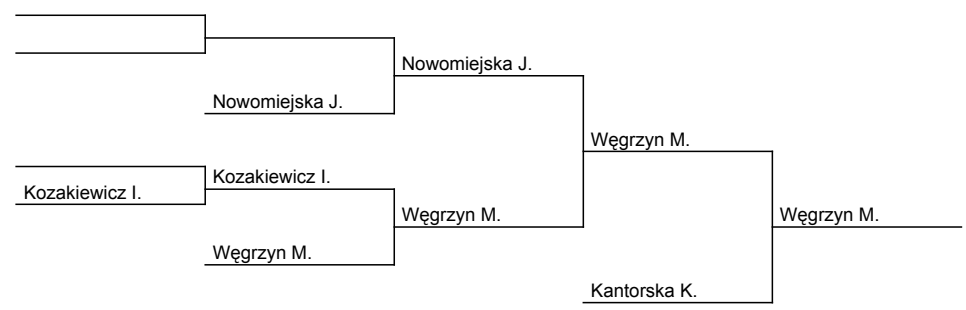 Nowomiejska J.
Nowomiejska J.
Węgrzyn M.
Kozakiewicz I.
Kozakiewicz I.
Węgrzyn M.
Węgrzyn M.
Węgrzyn M.
Kantorska K.